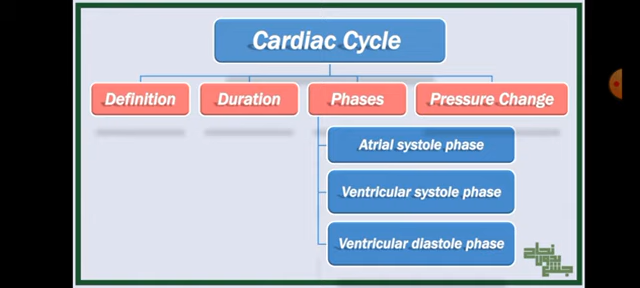 Cardiac Cycle
Definition
Duration
Phases
Pressure Change
Atrial systole phase
Ventricular systole phase
Ventricular diastole phase